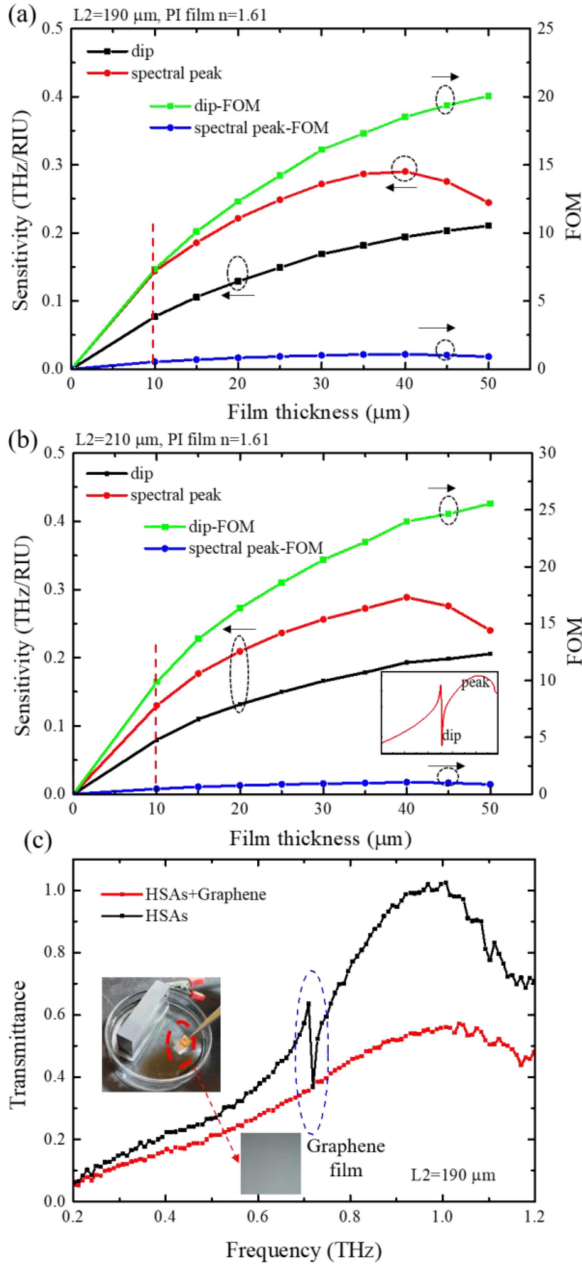 (a) L2=190 μm, PI film n=1.61
0.5 25
dip
spectral peak
0.4 20
dip-FOM
spectral peak-FOM
0.3 15
Sensitivity (THz/RIU)
FOM
0.2 10
0.1 5
0.0 0
0 10 20 30 40 50
Film thickness (μm)
(b) L2=210 μm, PI film n=1.61
0.5 30
dip
spectral peak
25
0.4
dip-FOM
spectral peak-FOM
20
0.3
Sensitivity (THz/RIU)
15
FOM
0.2
peak
10
0.1
dip
5
0.0 0
0 10 20 30 40 50
Film thickness (μm)
(c)
1.0
HSAs+Graphene
HSAs
0.8
0.6
Transmittance
0.4
Graphene
film
0.2
L2=190 μm
0.0
0.2 0.4 0.6 0.8 1.0 1.2
Frequency (THz)